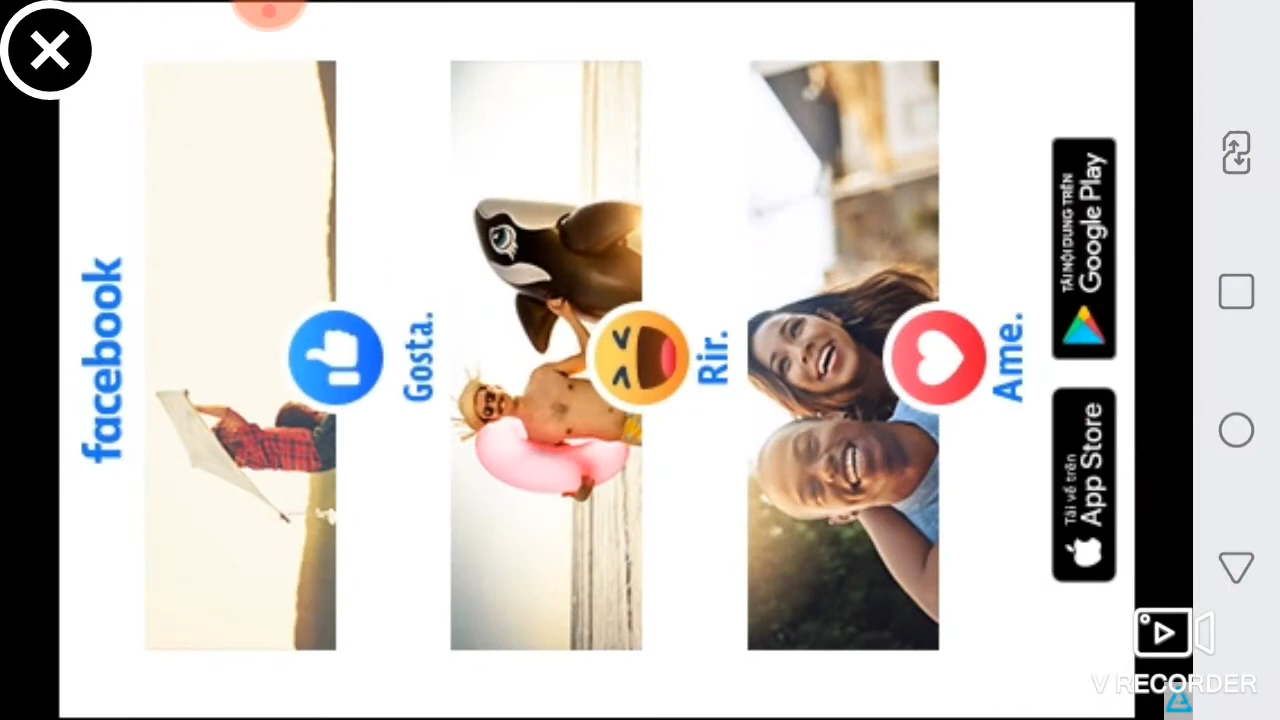 facebook
Gosta.
Rir.
Ame.
Tải về trên
App Store
TẢI NỘI DUNG TRÊN
Google Play
V RECORDER